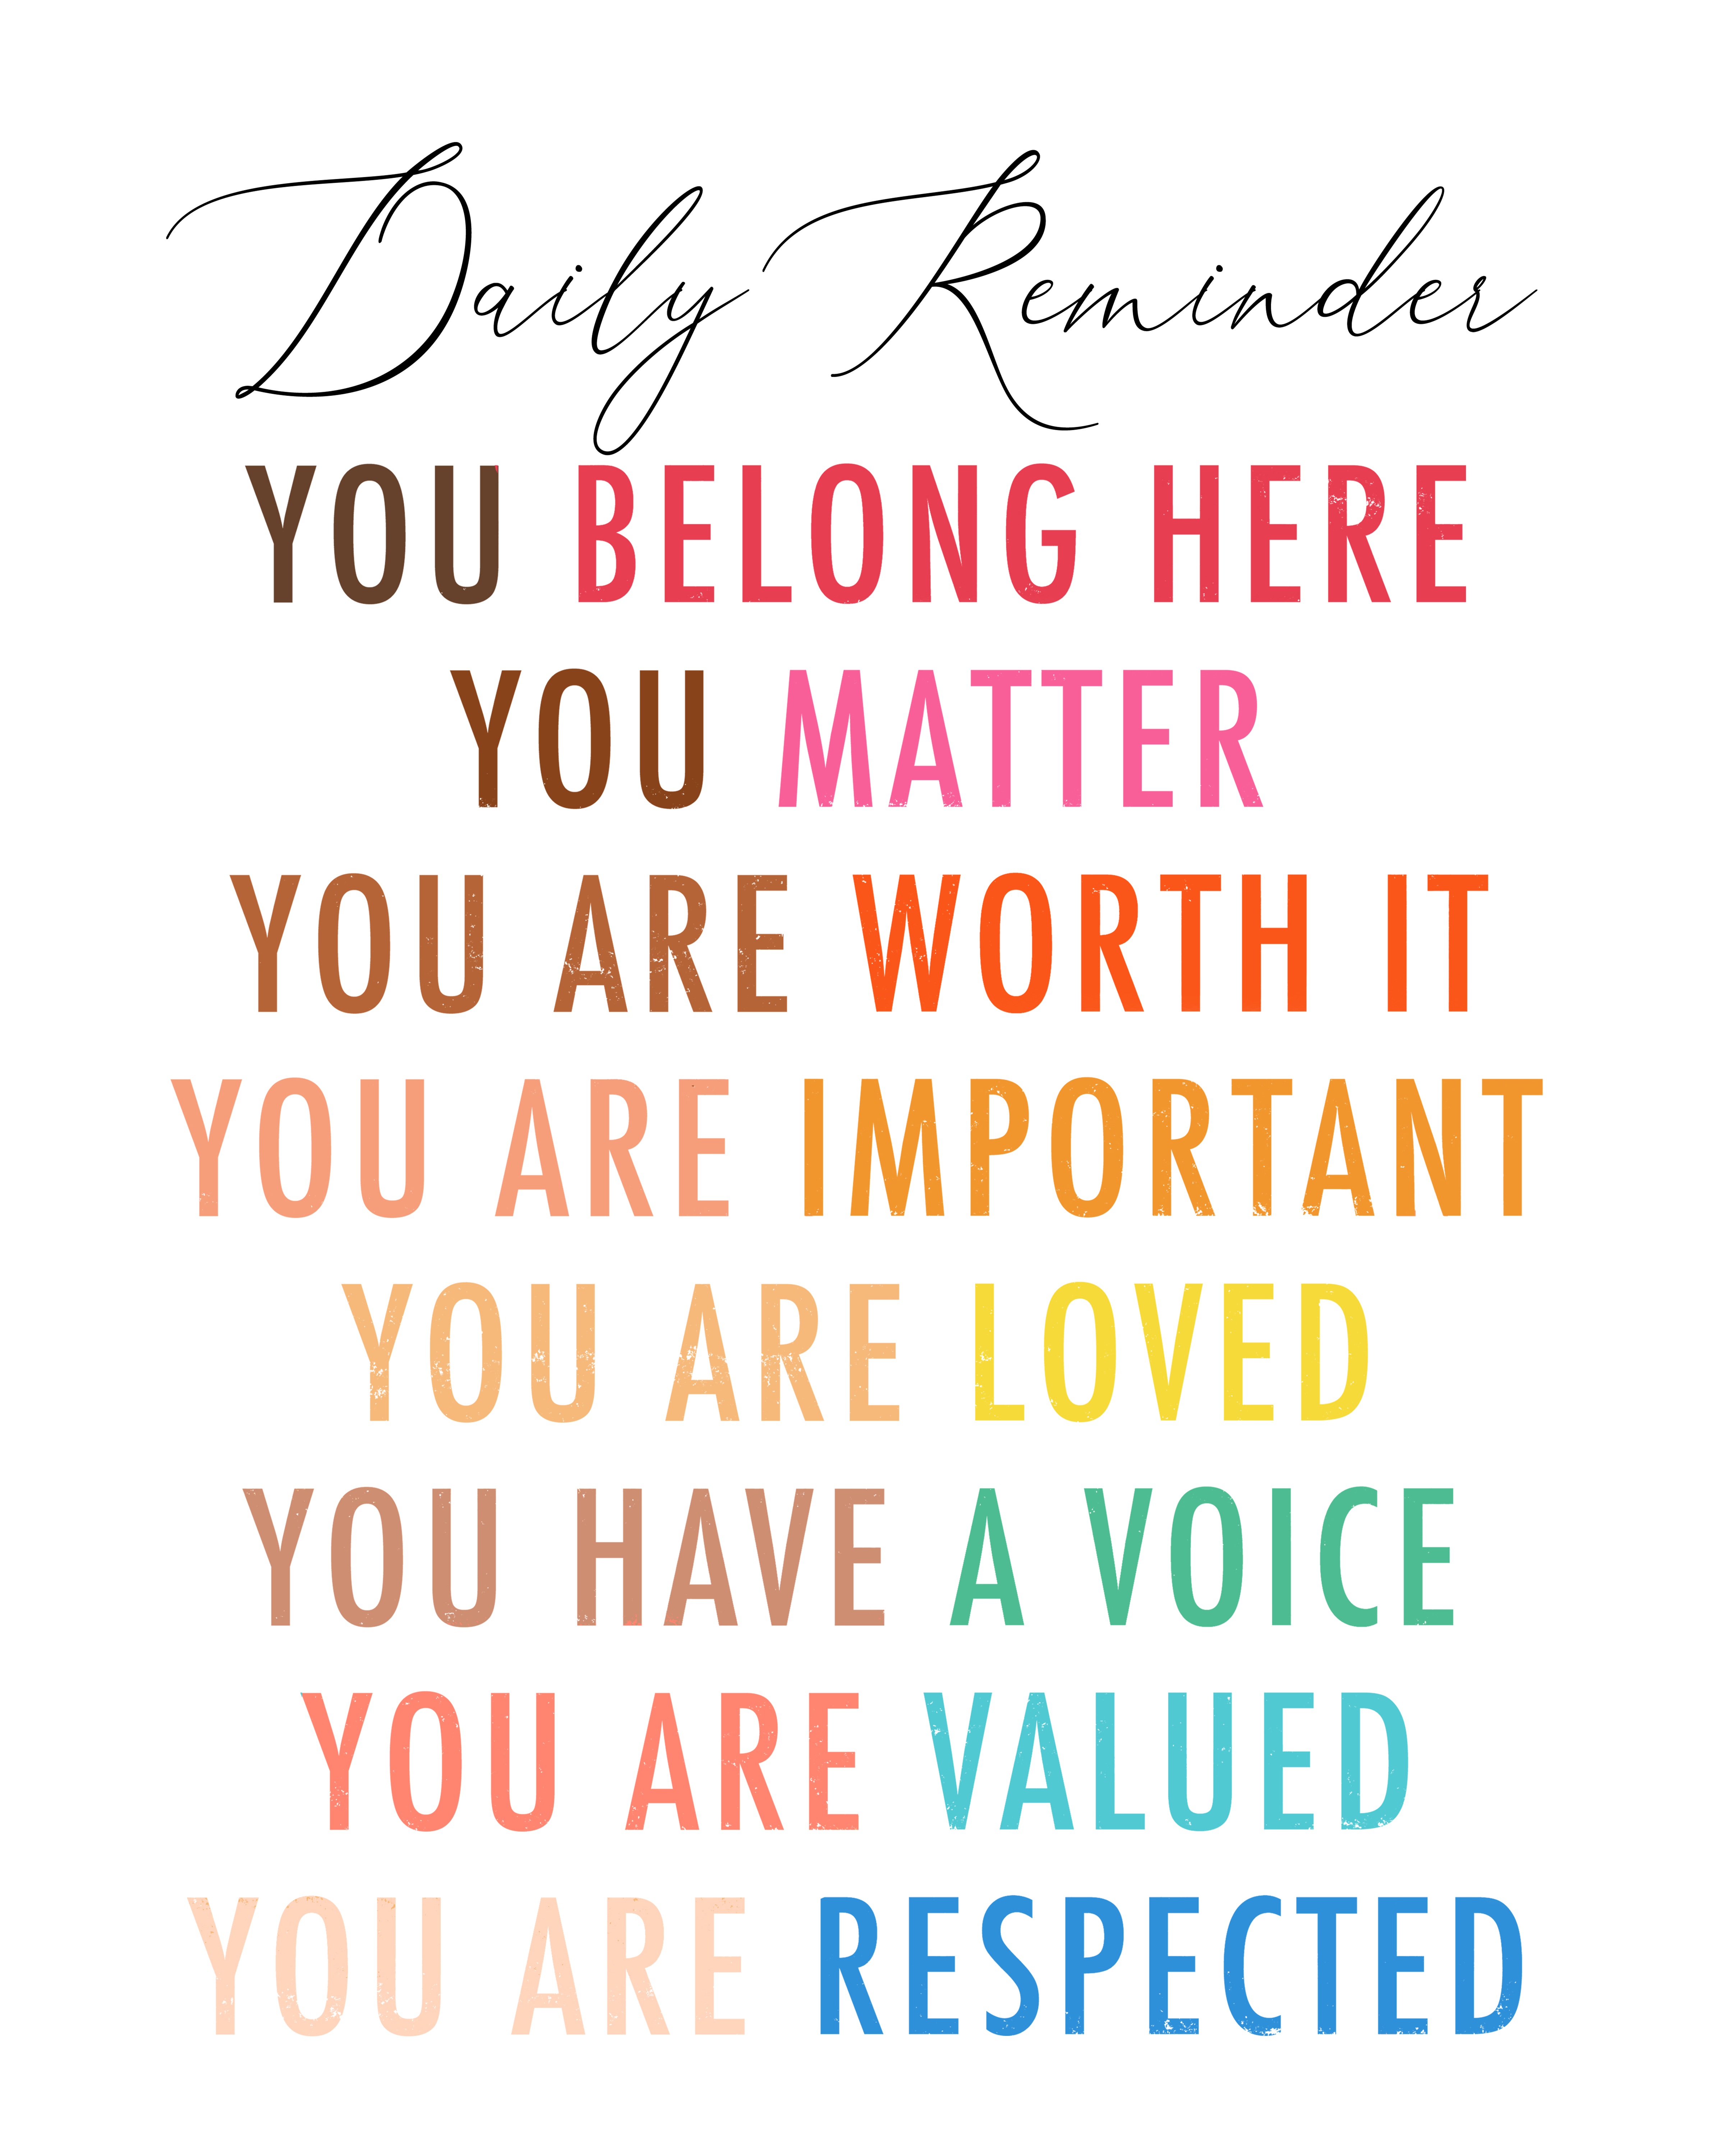 Daily Reminder
YOU BELONG HERE
YOU MATTER
YOU ARE WORTH IT
YOU ARE IMPORTANT
YOU ARE LOVED
YOU HAVE A VOICE
YOU ARE VALUED
YOU ARE RESPECTED